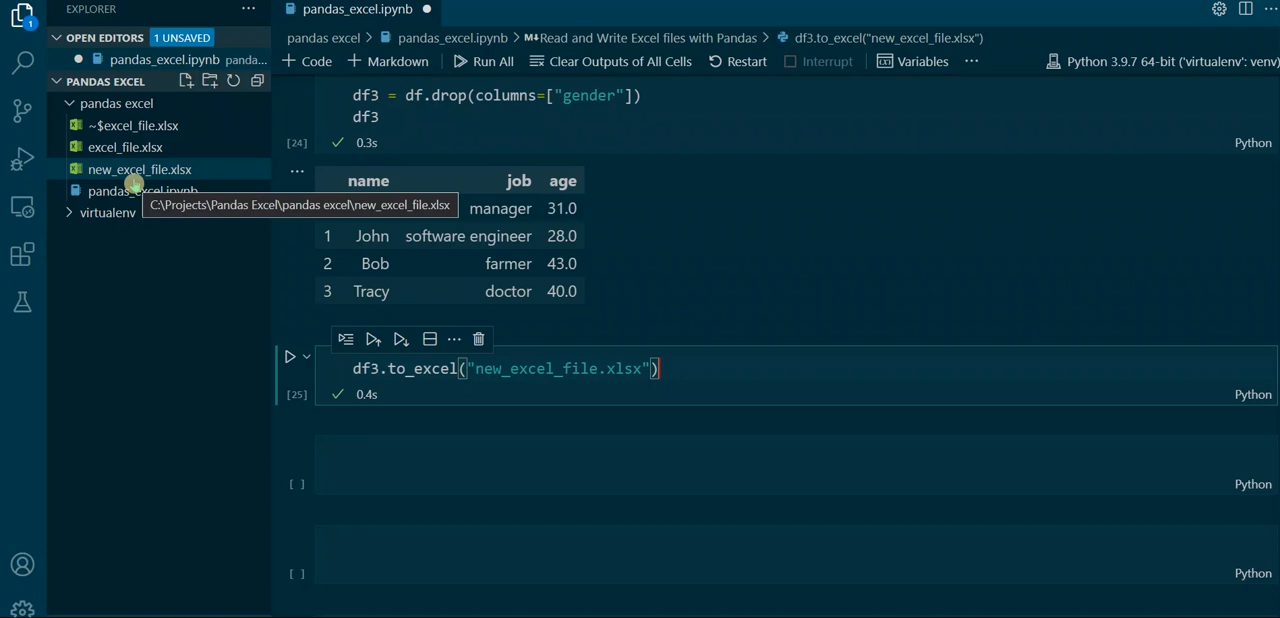 EXPLORER
OPEN EDITORS 1 UNSAVED
pandas_excel.ipynb panda...
PANDAS EXCEL
pandas excel
~$excel_file.xlsx
excel_file.xlsx
new_excel_file.xlsx
pandas_excel.ipynb
C:\Projects\Pandas Excel\pandas excel\new_excel_file.xlsx
virtualenv
1
pandas_excel.ipynb
pandas excel > pandas_excel.ipynb > M↓Read and Write Excel files with Pandas > df3.to_excel("new_excel_file.xlsx")
+ Code + Markdown Run All Clear Outputs of All Cells Restart Interrupt Variables ... Python 3.9.7 64-bit ('virtualenv': venv)
df3 = df.drop(columns=["gender"])
df3
[24] 0.3s Python
name job age
manager 31.0
1 John software engineer 28.0
2 Bob farmer 43.0
3 Tracy doctor 40.0
df3.to_excel("new_excel_file.xlsx")
[25] 0.4s Python
[ ] Python
[ ] Python